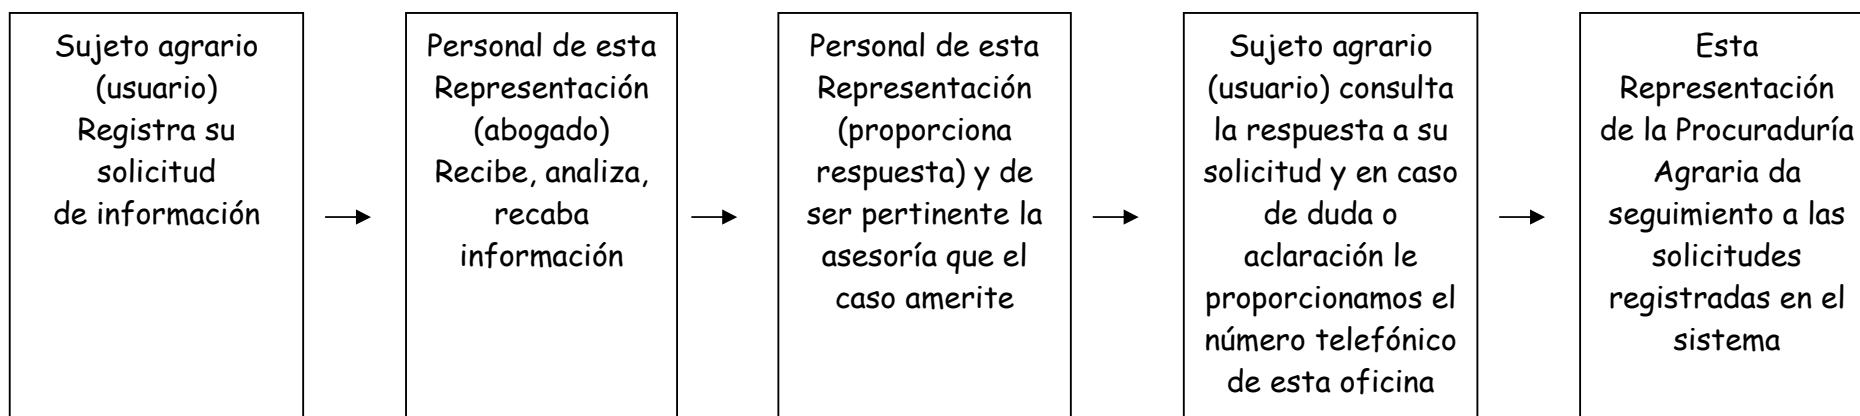 Sujeto agrario
(usuario)
Registra su
solicitud
de información
Personal de esta
Representación
(abogado)
Recibe, analiza,
recaba
información
Personal de esta
Representación
(proporciona
respuesta) y de
ser pertinente la
asesoría que el
caso amerite
Sujeto agrario
(usuario) consulta
la respuesta a su
solicitud y en caso
de duda o
aclaración le
proporcionamos el
número telefónico
de esta oficina
Esta
Representación
de la Procuraduría
Agraria da
seguimiento a las
solicitudes
registradas en el
sistema